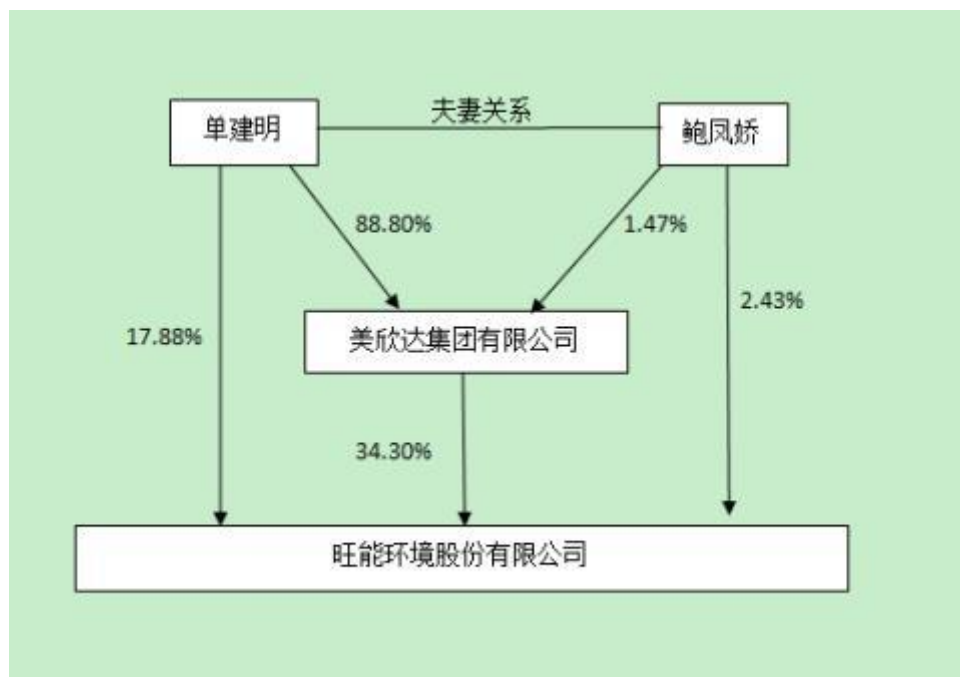 夫妻关系
单建明
鲍凤娇
88.80%
1.47%
2.43%
17.88%
美欣达集团有限公司
34.30%
旺能环境股份有限公司